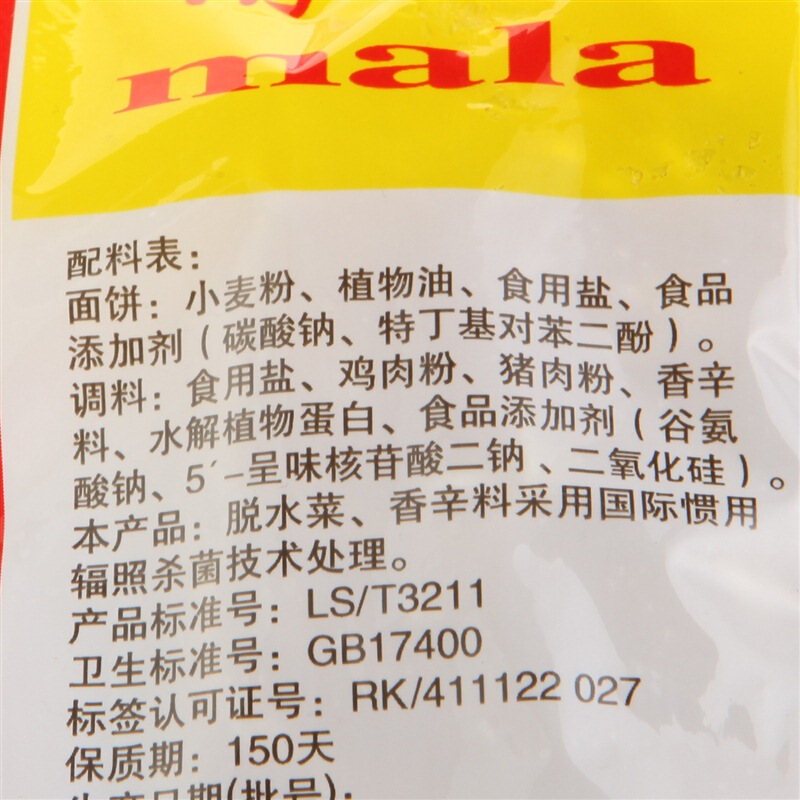 mala
配料表：
面饼：小麦粉、植物油、食用盐、食品
添加剂（碳酸钠、特丁基对苯二酚）。
调料：食用盐、鸡肉粉、猪肉粉、香辛
料、水解植物蛋白、食品添加剂（谷氨
酸钠、5′-呈味核苷酸二钠、二氧化硅）。
本产品：脱水菜、香辛料采用国际惯用
辐照杀菌技术处理。
产品标准号：LS/T3211
卫生标准号：GB17400
标签认可证号：RK/411122 027
保质期：150天
生产日期(批号)：